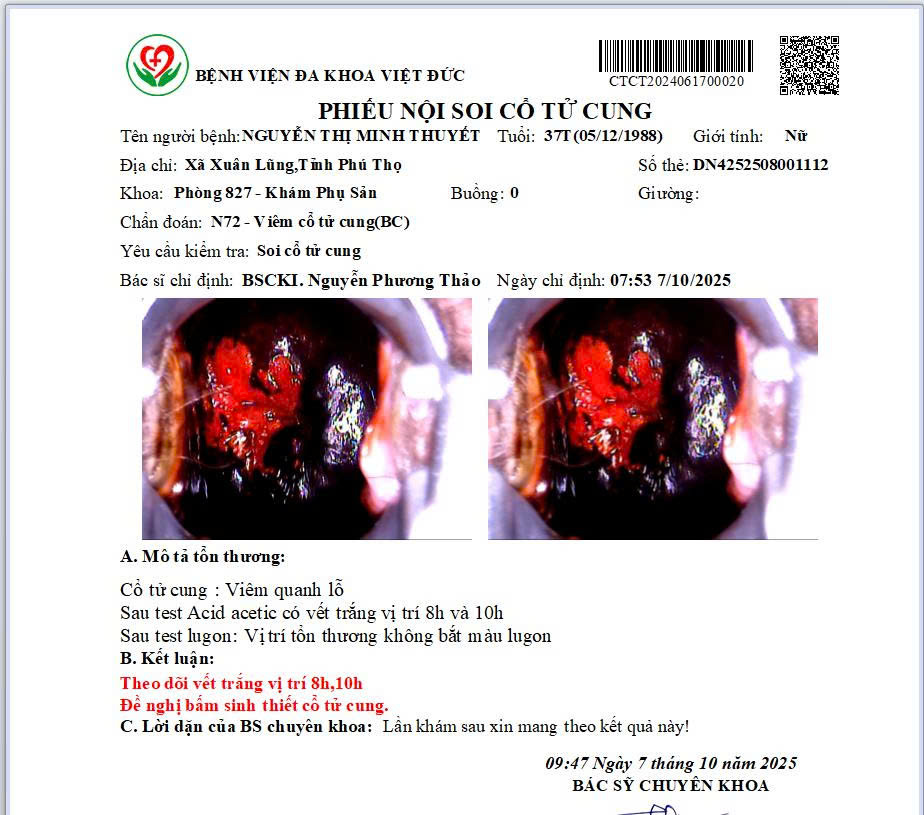 BỆNH VIỆN ĐA KHOA VIỆT ĐỨC
CTCT2024061700020
PHIẾU NỘI SOI CỔ TỬ CUNG
Tên người bệnh: NGUYỄN THỊ MINH THUYẾT Tuổi: 37T(05/12/1988) Giới tính: Nữ
Địa chỉ: Xã Xuân Lũng,Tỉnh Phú Thọ Số thẻ: DN4252508001112
Khoa: Phòng 827 - Khám Phụ Sản Buồng: 0 Giường:
Chẩn đoán: N72 - Viêm cổ tử cung(BC)
Yêu cầu kiểm tra: Soi cổ tử cung
Bác sĩ chỉ định: BSCKI. Nguyễn Phương Thảo Ngày chỉ định: 07:53 7/10/2025
A. Mô tả tổn thương:
Cổ tử cung : Viêm quanh lỗ
Sau test Acid acetic có vết trắng vị trí 8h và 10h
Sau test lugon: Vị trí tổn thương không bắt màu lugon
B. Kết luận:
Theo dõi vết trắng vị trí 8h,10h
Đề nghị bấm sinh thiết cổ tử cung.
C. Lời dặn của BS chuyên khoa: Lần khám sau xin mang theo kết quả này!
09:47 Ngày 7 tháng 10 năm 2025
BÁC SỸ CHUYÊN KHOA